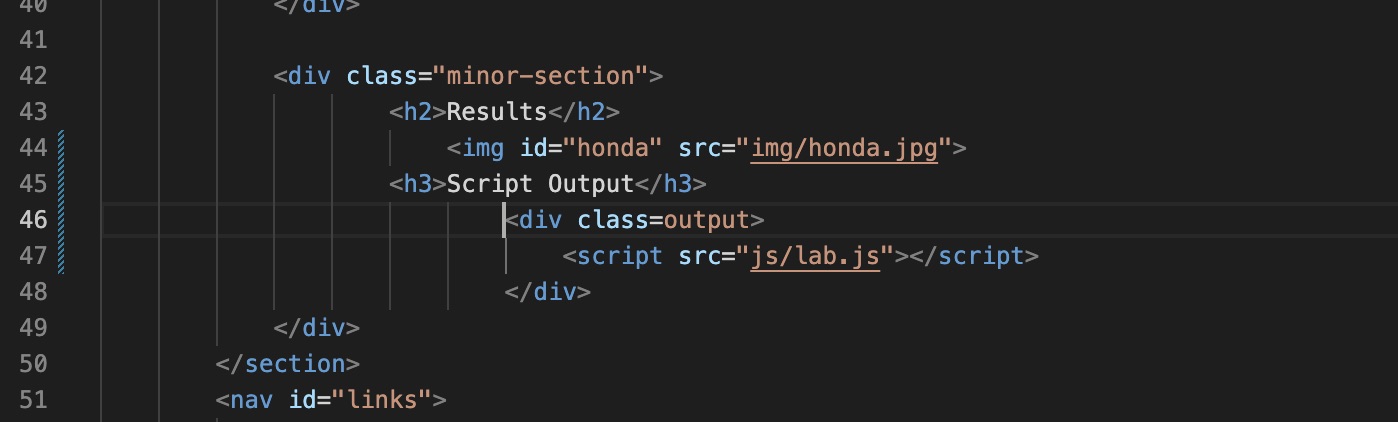 40 </div>
41
42 <div class="minor-section">
43 <h2>Results</h2>
44 <img id="honda" src="img/honda.jpg">
45 <h3>Script Output</h3>
46 <div class=output>
47 <script src="js/lab.js"></script>
48 </div>
49 </div>
50 </section>
51 <nav id="links">